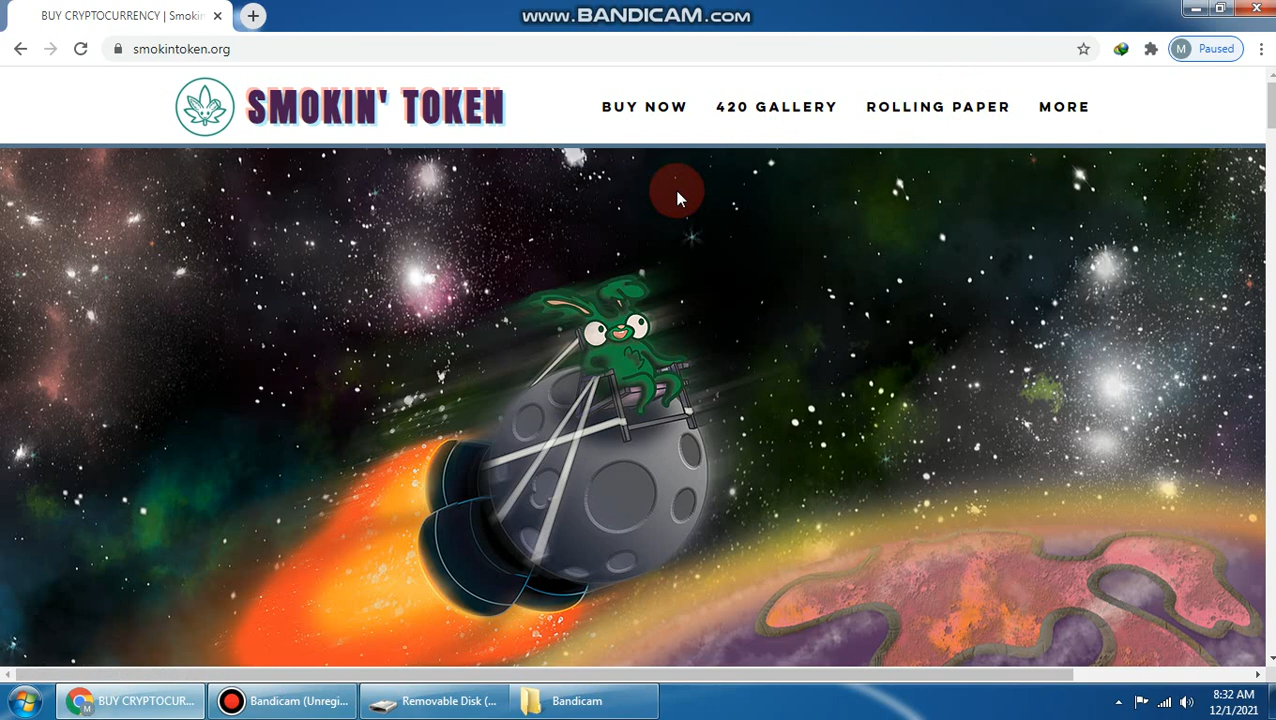 BUY CRYPTOCURRENCY | Smokin
www.BANDICAM.com
smokintoken.org
M Paused
SMOKIN' TOKEN
BUY NOW
420 GALLERY
ROLLING PAPER
MORE
M
BUY CRYPTOCUR...
Bandicam (Unregi...
Removable Disk (...
Bandicam
8:32 AM
12/1/2021